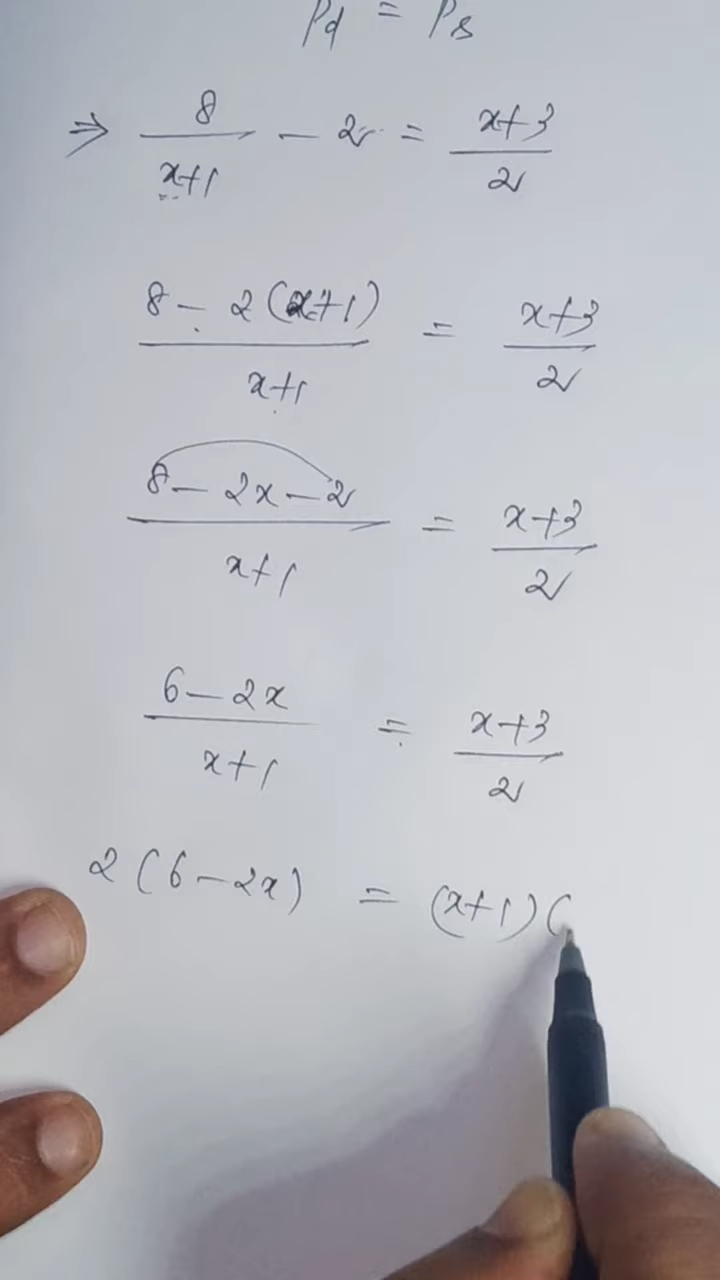 Pd = Ps
⇒ 8/(x+1) - 2 = (x+3)/2
(8 - 2(x+1))/(x+1) = (x+3)/2
(8 - 2x - 2)/(x+1) = (x+3)/2
(6 - 2x)/(x+1) = (x+3)/2
2(6 - 2x) = (x+1)(